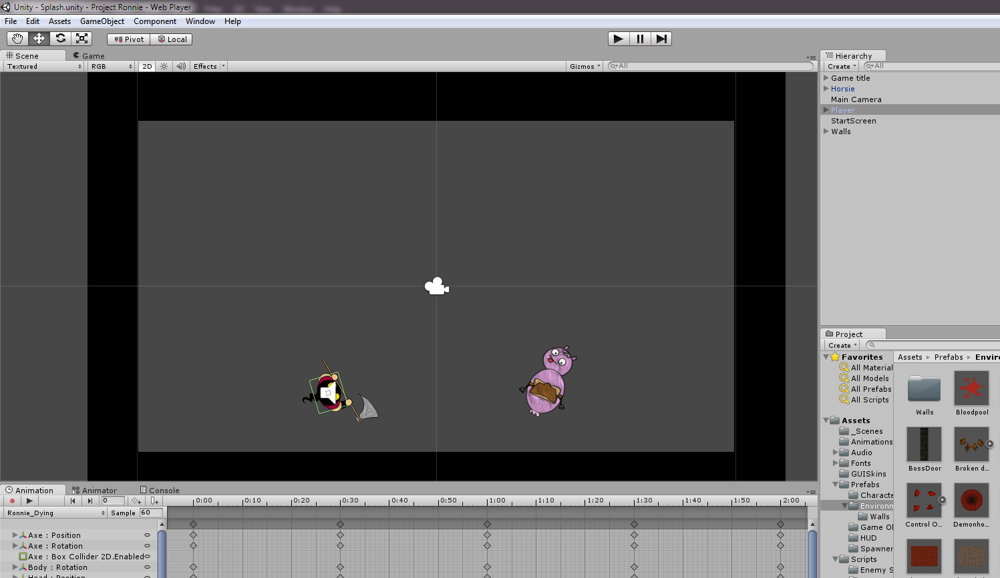 Unity - Splash.unity - Project Ronnie - Web Player
File Edit Assets GameObject Component Window Help
Pivot Local
Scene Game
Textured RGB 2D Effects Gizmos All
Hierarchy
Create All
Game title
Horsie
Main Camera
Player
StartScreen
Walls
Project
Create
Favorites
All Material
All Models
All Prefabs
All Scripts
Assets
_Scenes
Animations
Audio
Fonts
GUISkins
Prefabs
Characte
Environn
Walls
Game Ol
HUD
Spawner
Scripts
Enemy S
Assets Prefabs Enviro
Walls Bloodpool
BossDoor Broken d...
Control O... Demonho...
Animation Animator Console
0 0:00 0:10 0:20 0:30 0:40 0:50 1:00 1:10 1:20 1:30 1:40 1:50 2:00
Ronnie_Dying Sample 60
Axe : Position
Axe : Rotation
Axe : Box Collider 2D.Enabled
Body : Rotation
Head : Position